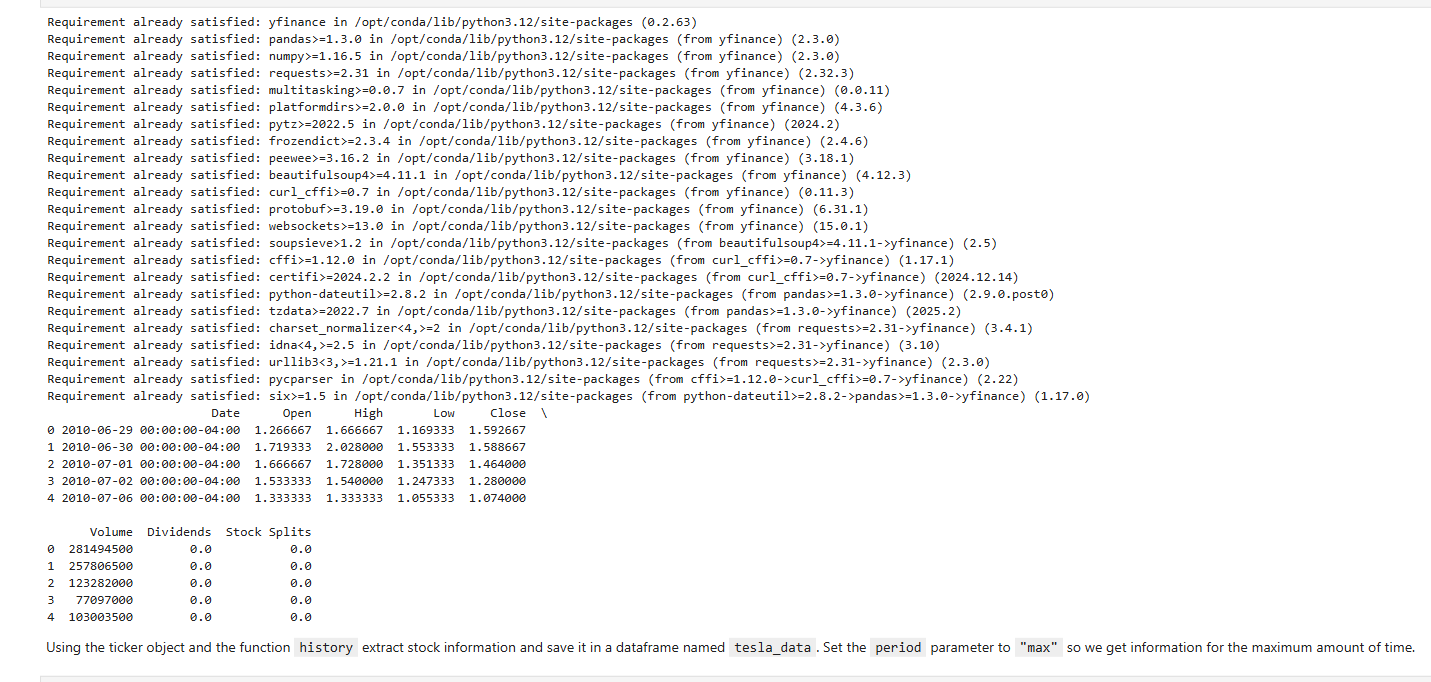 Requirement already satisfied: yfinance in /opt/conda/lib/python3.12/site-packages (0.2.63)
Requirement already satisfied: pandas>=1.3.0 in /opt/conda/lib/python3.12/site-packages (from yfinance) (2.3.0)
Requirement already satisfied: numpy>=1.16.5 in /opt/conda/lib/python3.12/site-packages (from yfinance) (2.3.0)
Requirement already satisfied: requests>=2.31 in /opt/conda/lib/python3.12/site-packages (from yfinance) (2.32.3)
Requirement already satisfied: multitasking>=0.0.7 in /opt/conda/lib/python3.12/site-packages (from yfinance) (0.0.11)
Requirement already satisfied: platformdirs>=2.0.0 in /opt/conda/lib/python3.12/site-packages (from yfinance) (4.3.6)
Requirement already satisfied: pytz>=2022.5 in /opt/conda/lib/python3.12/site-packages (from yfinance) (2024.2)
Requirement already satisfied: frozendict>=2.3.4 in /opt/conda/lib/python3.12/site-packages (from yfinance) (2.4.6)
Requirement already satisfied: peewee>=3.16.2 in /opt/conda/lib/python3.12/site-packages (from yfinance) (3.18.1)
Requirement already satisfied: beautifulsoup4>=4.11.1 in /opt/conda/lib/python3.12/site-packages (from yfinance) (4.12.3)
Requirement already satisfied: curl_cffi>=0.7 in /opt/conda/lib/python3.12/site-packages (from yfinance) (0.11.3)
Requirement already satisfied: protobuf>=3.19.0 in /opt/conda/lib/python3.12/site-packages (from yfinance) (6.31.1)
Requirement already satisfied: websockets>=13.0 in /opt/conda/lib/python3.12/site-packages (from yfinance) (15.0.1)
Requirement already satisfied: soupsieve>1.2 in /opt/conda/lib/python3.12/site-packages (from beautifulsoup4>=4.11.1->yfinance) (2.5)
Requirement already satisfied: cffi>=1.12.0 in /opt/conda/lib/python3.12/site-packages (from curl_cffi>=0.7->yfinance) (1.17.1)
Requirement already satisfied: certifi>=2024.2.2 in /opt/conda/lib/python3.12/site-packages (from curl_cffi>=0.7->yfinance) (2024.12.14)
Requirement already satisfied: python-dateutil>=2.8.2 in /opt/conda/lib/python3.12/site-packages (from pandas>=1.3.0->yfinance) (2.9.0.post0)
Requirement already satisfied: tzdata>=2022.7 in /opt/conda/lib/python3.12/site-packages (from pandas>=1.3.0->yfinance) (2025.2)
Requirement already satisfied: charset_normalizer<4,>=2 in /opt/conda/lib/python3.12/site-packages (from requests>=2.31->yfinance) (3.4.1)
Requirement already satisfied: idna<4,>=2.5 in /opt/conda/lib/python3.12/site-packages (from requests>=2.31->yfinance) (3.10)
Requirement already satisfied: urllib3<3,>=1.21.1 in /opt/conda/lib/python3.12/site-packages (from requests>=2.31->yfinance) (2.3.0)
Requirement already satisfied: pycparser in /opt/conda/lib/python3.12/site-packages (from cffi>=1.12.0->curl_cffi>=0.7->yfinance) (2.22)
Requirement already satisfied: six>=1.5 in /opt/conda/lib/python3.12/site-packages (from python-dateutil>=2.8.2->pandas>=1.3.0->yfinance) (1.17.0)
Date Open High Low Close \
0 2010-06-29 00:00:00-04:00 1.266667 1.666667 1.169333 1.592667
1 2010-06-30 00:00:00-04:00 1.719333 2.028000 1.553333 1.588667
2 2010-07-01 00:00:00-04:00 1.666667 1.728000 1.351333 1.464000
3 2010-07-02 00:00:00-04:00 1.533333 1.540000 1.247333 1.280000
4 2010-07-06 00:00:00-04:00 1.333333 1.333333 1.055333 1.074000
Volume Dividends Stock Splits
0 281494500 0.0 0.0
1 257806500 0.0 0.0
2 123282000 0.0 0.0
3 77097000 0.0 0.0
4 103003500 0.0 0.0
Using the ticker object and the function history extract stock information and save it in a dataframe named tesla_data. Set the period parameter to "max" so we get information for the maximum amount of time.